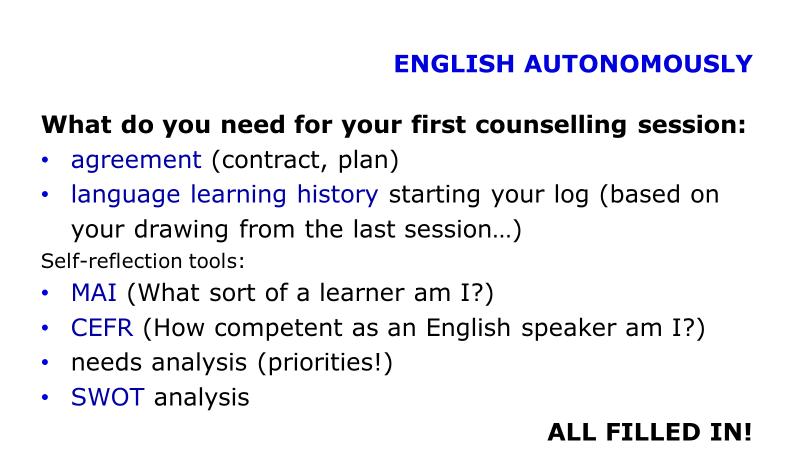 ENGLISH AUTONOMOUSLY
What do you need for your first counselling session:
• agreement (contract, plan)
• language learning history starting your log (based on
your drawing from the last session…)
Self-reflection tools:
• MAI (What sort of a learner am I?)
• CEFR (How competent as an English speaker am I?)
• needs analysis (priorities!)
• SWOT analysis
ALL FILLED IN!